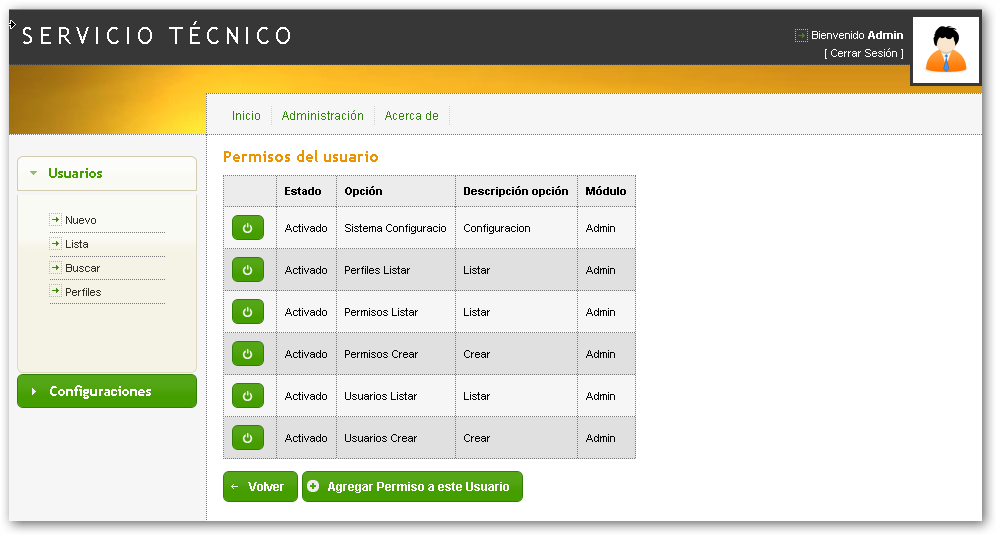 SERVICIO TÉCNICO
Bienvenido Admin
[ Cerrar Sesión ]
Inicio Administración Acerca de
Usuarios
Nuevo
Lista
Buscar
Perfiles
Configuraciones
Permisos del usuario
Estado Opción Descripción opción Módulo
Activado Sistema Configuracio Configuracion Admin
Activado Perfiles Listar Listar Admin
Activado Permisos Listar Listar Admin
Activado Permisos Crear Crear Admin
Activado Usuarios Listar Listar Admin
Activado Usuarios Crear Crear Admin
Volver Agregar Permiso a este Usuario